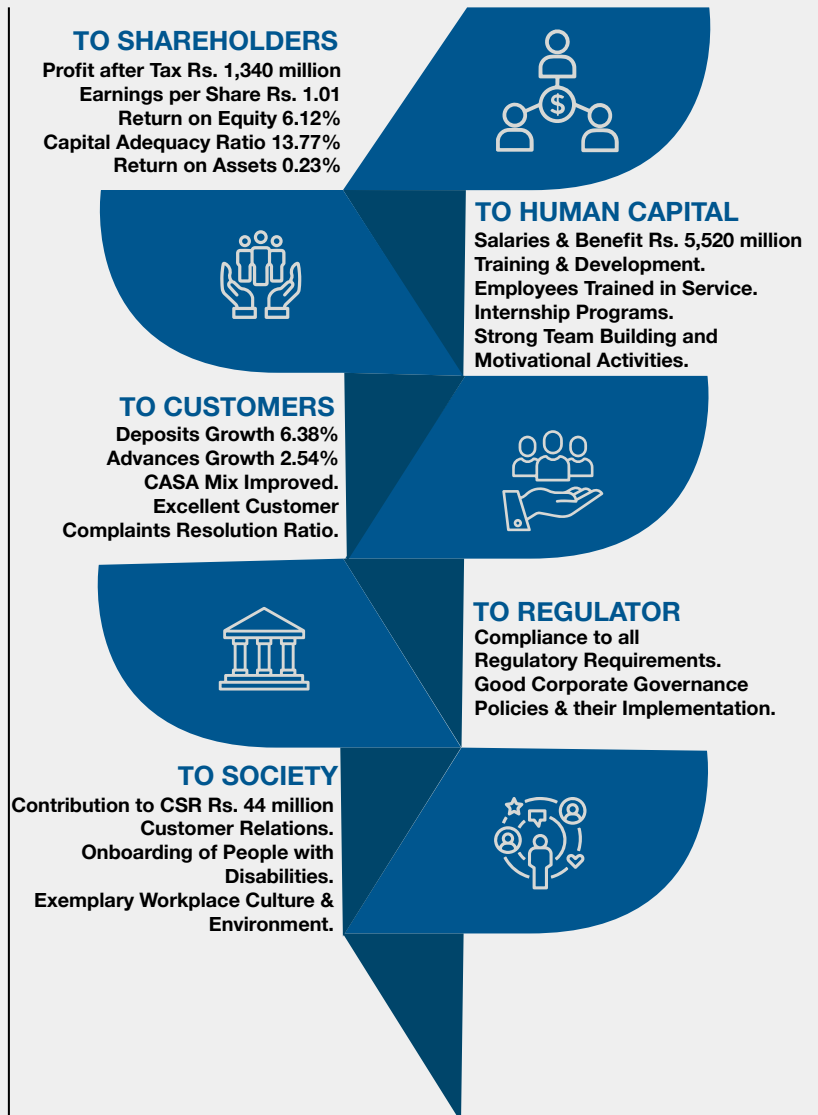 TO SHAREHOLDERS
Profit after Tax Rs. 1,340 million
Earnings per Share Rs. 1.01
Return on Equity 6.12%
Capital Adequacy Ratio 13.77%
Return on Assets 0.23%
$
TO HUMAN CAPITAL
Salaries & Benefit Rs. 5,520 million
Training & Development.
Employees Trained in Service.
Internship Programs.
Strong Team Building and
Motivational Activities.
TO CUSTOMERS
Deposits Growth 6.38%
Advances Growth 2.54%
CASA Mix Improved.
Excellent Customer
Complaints Resolution Ratio.
TO REGULATOR
Compliance to all
Regulatory Requirements.
Good Corporate Governance
Policies & their Implementation.
TO SOCIETY
Contribution to CSR Rs. 44 million
Customer Relations.
Onboarding of People with
Disabilities.
Exemplary Workplace Culture &
Environment.